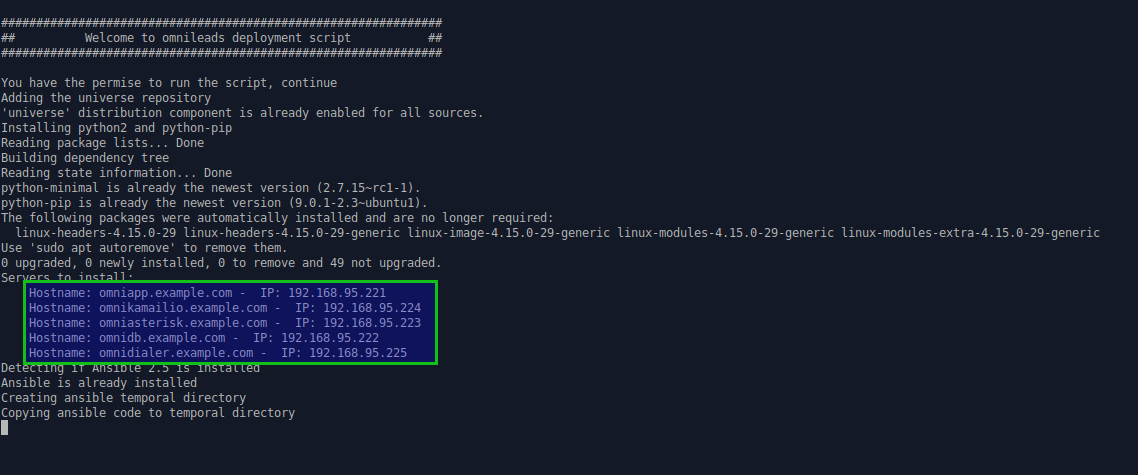 ###############################################################
##          Welcome to omnileads deployment script           ##
###############################################################
You have the permise to run the script, continue
Adding the universe repository
'universe' distribution component is already enabled for all sources.
Installing python2 and python-pip
Reading package lists... Done
Building dependency tree
Reading state information... Done
python-minimal is already the newest version (2.7.15~rc1-1).
python-pip is already the newest version (9.0.1-2.3~ubuntu1).
The following packages were automatically installed and are no longer required:
  linux-headers-4.15.0-29 linux-headers-4.15.0-29-generic linux-image-4.15.0-29-generic linux-modules-4.15.0-29-generic linux-modules-extra-4.15.0-29-generic
Use 'sudo apt autoremove' to remove them.
0 upgraded, 0 newly installed, 0 to remove and 49 not upgraded.
Servers to install:
    Hostname: omniapp.example.com -  IP: 192.168.95.221
    Hostname: omnikamailio.example.com -  IP: 192.168.95.224
    Hostname: omniasterisk.example.com -  IP: 192.168.95.223
    Hostname: omnidb.example.com -  IP: 192.168.95.222
    Hostname: omnidialer.example.com -  IP: 192.168.95.225
Detecting if Ansible 2.5 is installed
Ansible is already installed
Creating ansible temporal directory
Copying ansible code to temporal directory